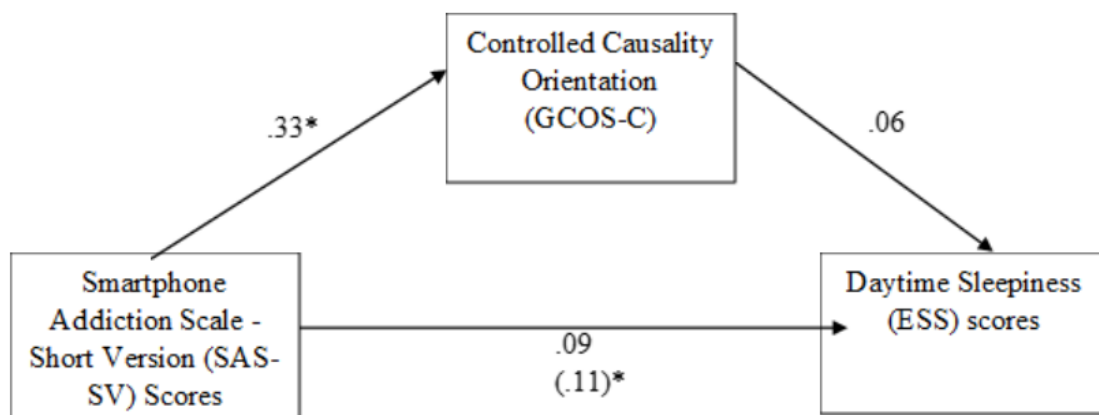 Controlled Causality
Orientation
(GCOS-C)
.33*
.06
Smartphone
Addiction Scale -
Short Version (SAS-
SV) Scores
Daytime Sleepiness
(ESS) scores
.09
(.11)*